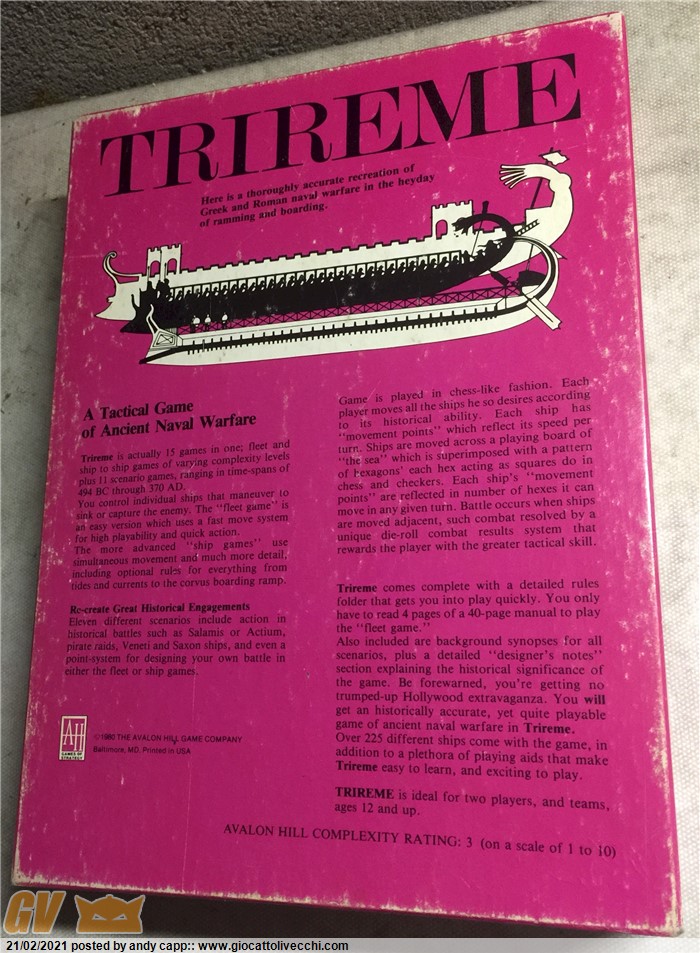 TRIREME
Here is a thoroughly accurate recreation of
Greek and Roman naval warfare in the heyday
of ramming and boarding.
A Tactical Game
of Ancient Naval Warfare
Trireme is actually 15 games in one; fleet and
ship to ship games of varying complexity levels
plus 11 scenario games, ranging in time-spans of
494 BC through 370 AD.
You control individual ships that maneuver to
sink or capture the enemy. The "fleet game" is
an easy version which uses a fast move system
for high playability and quick action.
The more advanced "ship games" use
simultaneous movement and much more detail,
including optional rules for everything from
tides and currents to the corvus boarding ramp.
Re-create Great Historical Engagements
Eleven different scenarios include action in
historical battles such as Salamis or Actium,
pirate raids, Veneti and Saxon ships, and even a
point-system for designing your own battle in
either the fleet or ship games.
AH
GAMES OF
STRATEGY
©1980 THE AVALON HILL GAME COMPANY
Baltimore, MD. Printed in USA
Game is played in chess-like fashion. Each
player moves all the ships he so desires according
to its historical ability. Each ship has
"movement points" which reflect its speed per
turn. Ships are moved across a playing board of
"the sea" which is superimposed with a pattern
of hexagons' each hex acting as squares do in
chess and checkers. Each ship's "movement
points" are reflected in number of hexes it can
move in any given turn. Battle occurs when ships
are moved adjacent, such combat resolved by a
unique die-roll combat results system that
rewards the player with the greater tactical skill.
Trireme comes complete with a detailed rules
folder that gets you into play quickly. You only
have to read 4 pages of a 40-page manual to play
the "fleet game."
Also included are background synopses for all
scenarios, plus a detailed "designer's notes"
section explaining the historical significance of
the game. Be forewarned, you're getting no
trumped-up Hollywood extravaganza. You will
get an historically accurate, yet quite playable
game of ancient naval warfare in Trireme.
Over 225 different ships come with the game, in
addition to a plethora of playing aids that make
Trireme easy to learn, and exciting to play.
TRIREME is ideal for two players, and teams,
ages 12 and up.
AVALON HILL COMPLEXITY RATING: 3 (on a scale of 1 to 10)
GV
21/02/2021 posted by andy capp:: www.giocattolivecchi.com